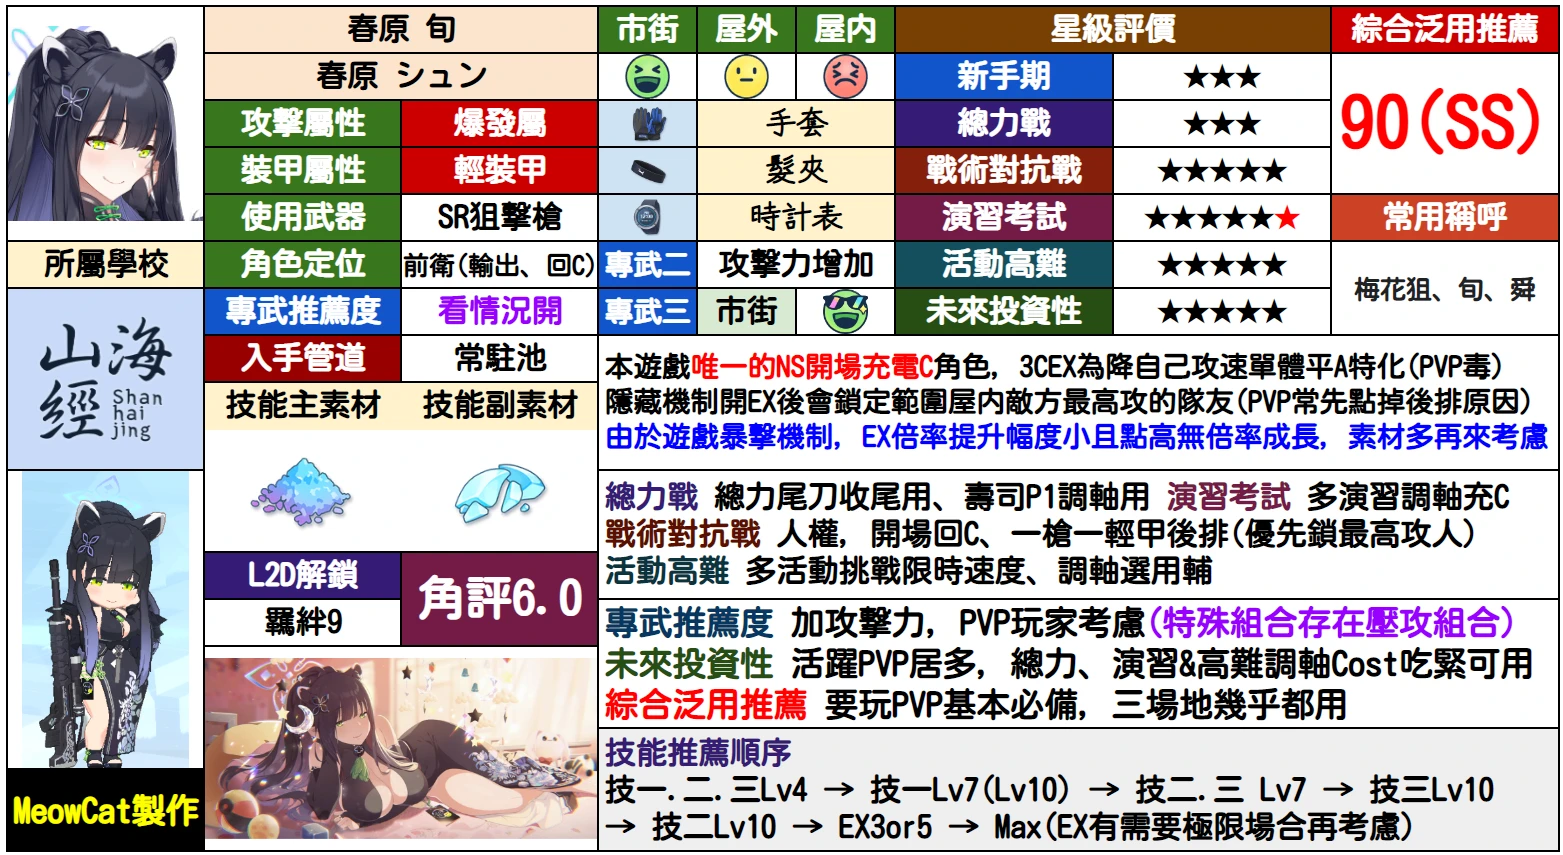 春原 旬
春原 シュン
攻擊屬性
爆發屬
裝甲屬性
輕裝甲
使用武器
SR狙擊槍
所屬學校
角色定位
前衛(輸出、回C)
山海經
Shan
hai
jing
專武推薦度
看情況開
入手管道
常駐池
技能主素材
技能副素材
L2D解鎖
羈絆9
角評6.0
MeowCat製作
市街
屋外
屋内
手套
髮夾
時計表
專武二
攻擊力增加
專武三
市街
星級評價
新手期
★★★
總力戰
★★★
戰術對抗戰
★★★★★
演習考試
★★★★★★
活動高難
★★★★★
未來投資性
★★★★★
綜合泛用推薦
90(SS)
常用稱呼
梅花狙、旬、舜
本遊戲唯一的NS開場充電C角色, 3CEX為降自己攻速單體平A特化(PVP毒)
隱藏機制開EX後會鎖定範圍屋内敵方最高攻的隊友(PVP常先點掉後排原因)
由於遊戲暴擊機制, EX倍率提升幅度小且點高無倍率成長, 素材多再來考慮
總力戰 總力尾刀收尾用、壽司P1調軸用 演習考試 多演習調軸充C
戰術對抗戰 人權, 開場回C、一槍一輕甲後排(優先鎖最高攻人)
活動高難 多活動挑戰限時速度、調軸選用輔
專武推薦度 加攻擊力, PVP玩家考慮(特殊組合存在壓攻組合)
未來投資性 活躍PVP居多, 總力、演習&高難調軸Cost吃緊可用
綜合泛用推薦 要玩PVP基本必備, 三場地幾乎都用
技能推薦順序
技一.二.三Lv4 → 技一Lv7(Lv10) → 技二.三 Lv7 → 技三Lv10
→ 技二Lv10 → EX3or5 → Max(EX有需要極限場合再考慮)